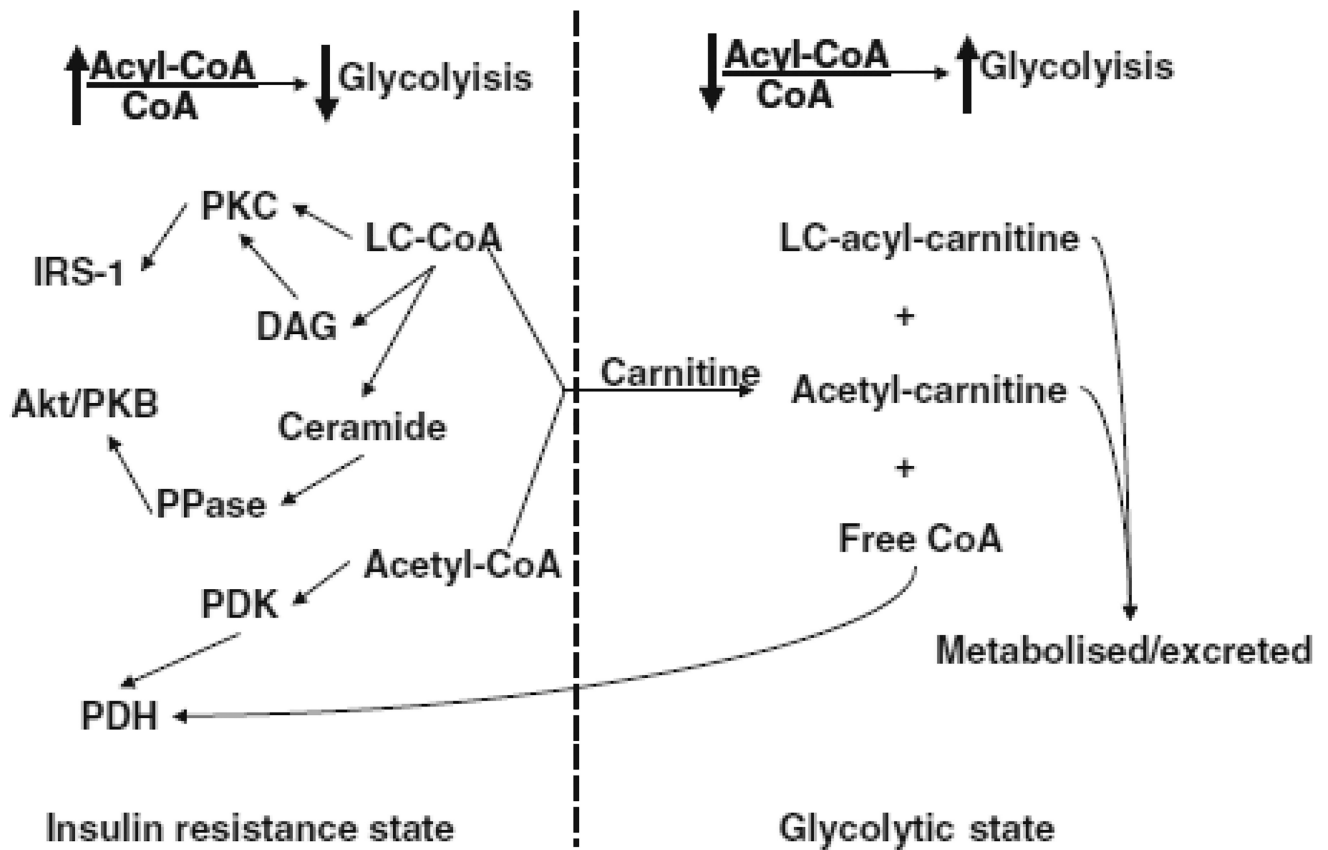 Acyl-CoA
CoA
Glycolyisis
Acyl-CoA
CoA
Glycolyisis
PKC
LC-CoA
IRS-1
DAG
Akt/PKB
Ceramide
PPase
Acetyl-CoA
PDK
PDH
Carnitine
LC-acyl-carnitine
+
Acetyl-carnitine
+
Free CoA
Metabolised/excreted
Insulin resistance state
Glycolytic state